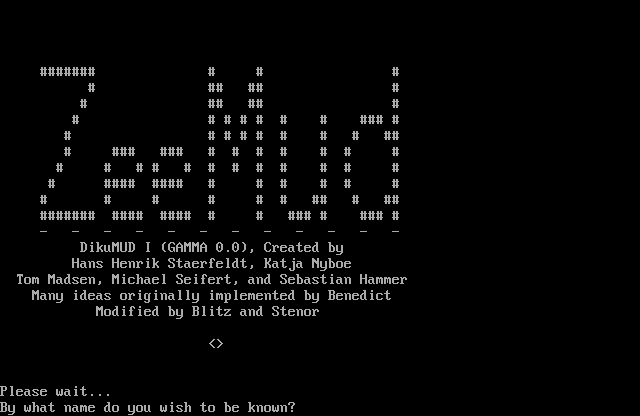 ZeeMud
DikuMUD I (GAMMA 0.0), Created by
Hans Henrik Staerfeldt, Katja Nyboe
Tom Madsen, Michael Seifert, and Sebastian Hammer
Many ideas originally implemented by Benedict
Modified by Blitz and Stenor
<>
Please wait...
By what name do you wish to be known?